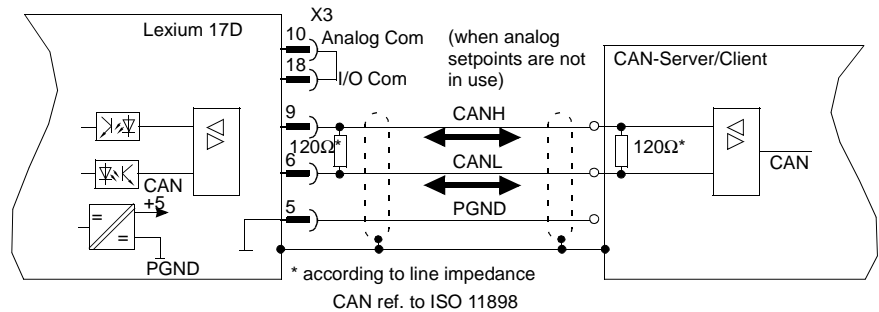 Lexium 17D
X3
10
Analog Com
18
I/O Com
(when analog
setpoints are not
in use)
CAN-Server/Client
9
CANH
120Ω*
120Ω*
6
CANL
CAN
CAN
+5
5
PGND
=
=
PGND
* according to line impedance
CAN ref. to ISO 11898